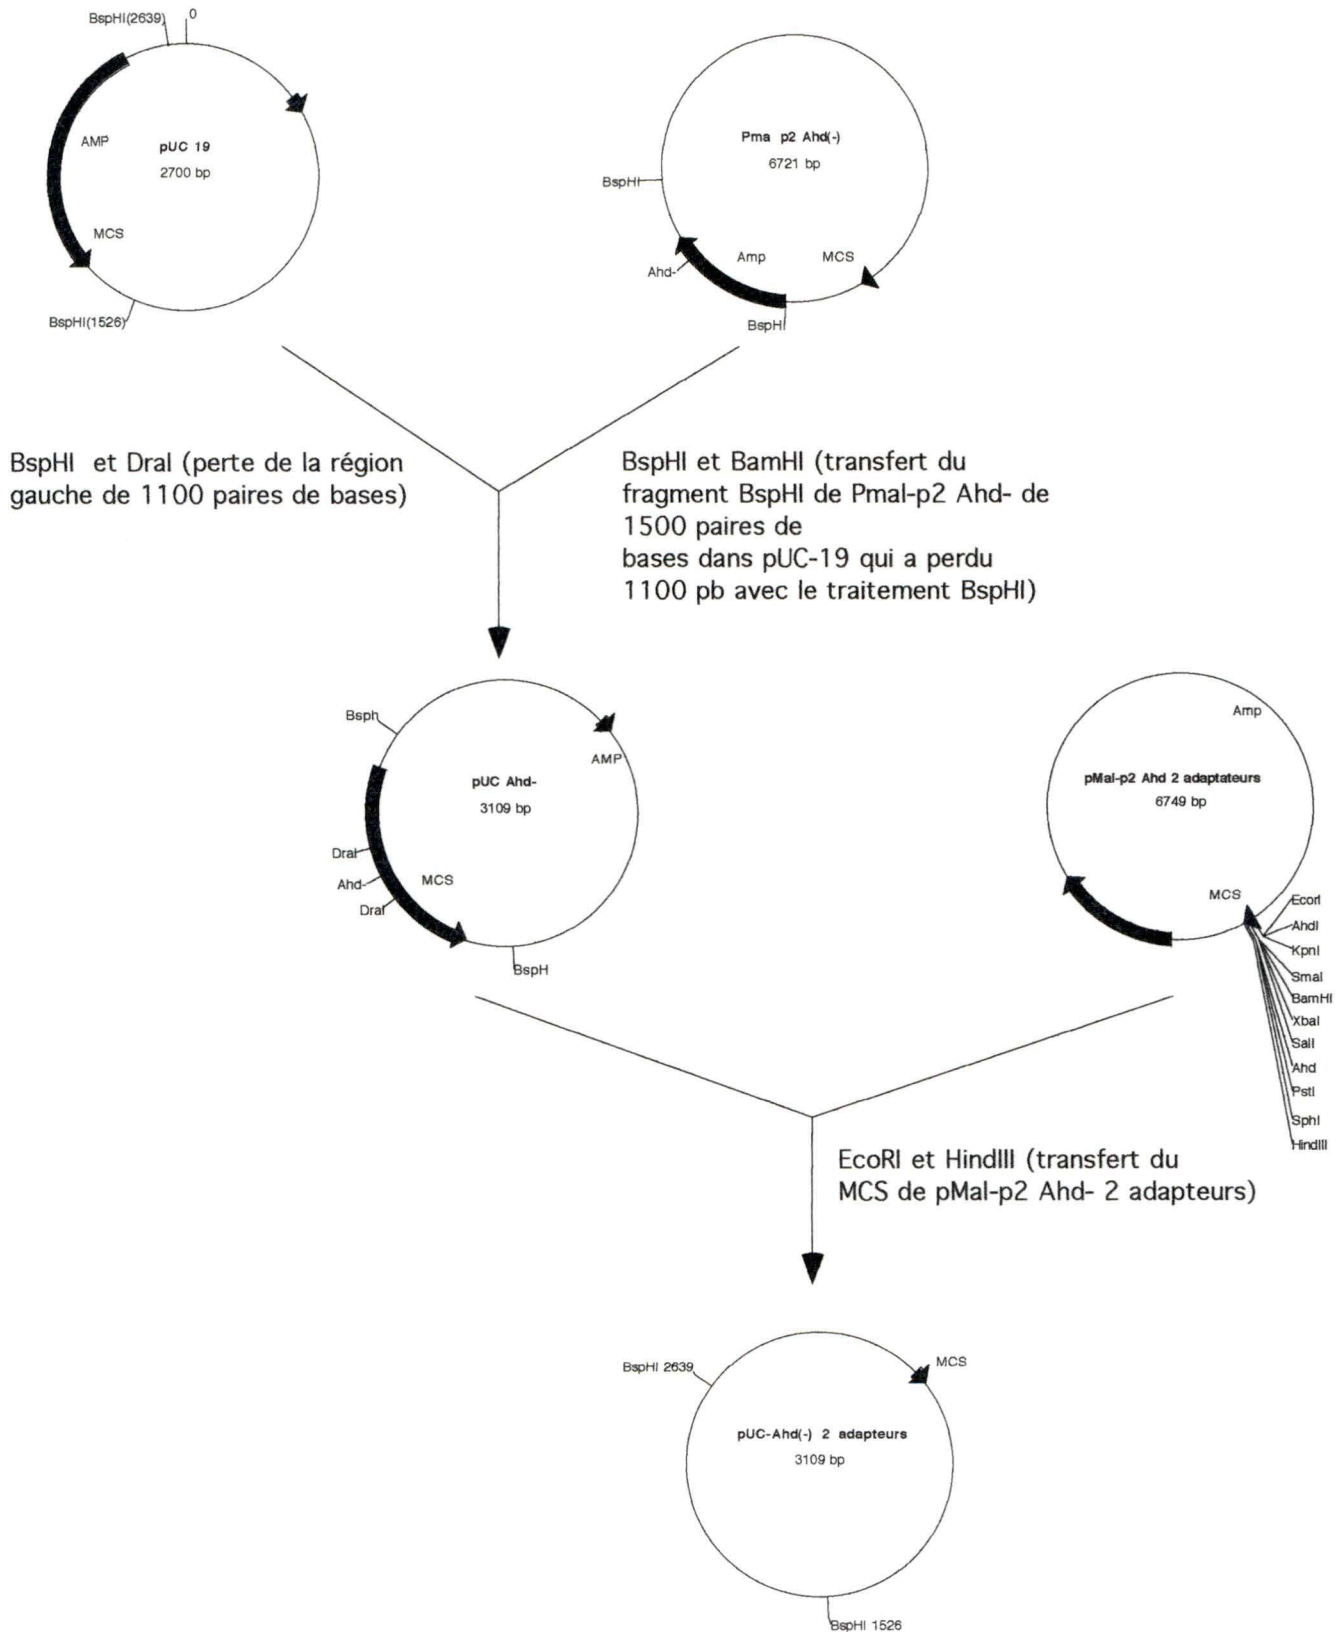 BspHI(2639)
0
AMP
pUC 19
2700 bp
MCS
BspHI(1526)
Pma p2 Ahd(-)
6721 bp
BspHI
Amp
MCS
Ahd-
BspHI
BspHI et DraI (perte de la région
gauche de 1100 paires de bases)
BspHI et BamHI (transfert du
fragment BspHI de Pmal-p2 Ahd- de
1500 paires de
bases dans pUC-19 qui a perdu
1100 pb avec le traitement BspHI)
Bsph
AMP
pUC Ahd-
3109 bp
DraI
Ahd-
MCS
DraI
BspH
Amp
pMal-p2 Ahd 2 adaptateurs
6749 bp
MCS
EcorI
AhdI
KpnI
SmaI
BamHI
XbaI
SalI
Ahd
PstI
SphI
HindIII
EcoRI et HindIII (transfert du
MCS de pMal-p2 Ahd- 2 adapteurs)
BspHI 2639
MCS
pUC-Ahd(-) 2 adapteurs
3109 bp
BspHI 1526